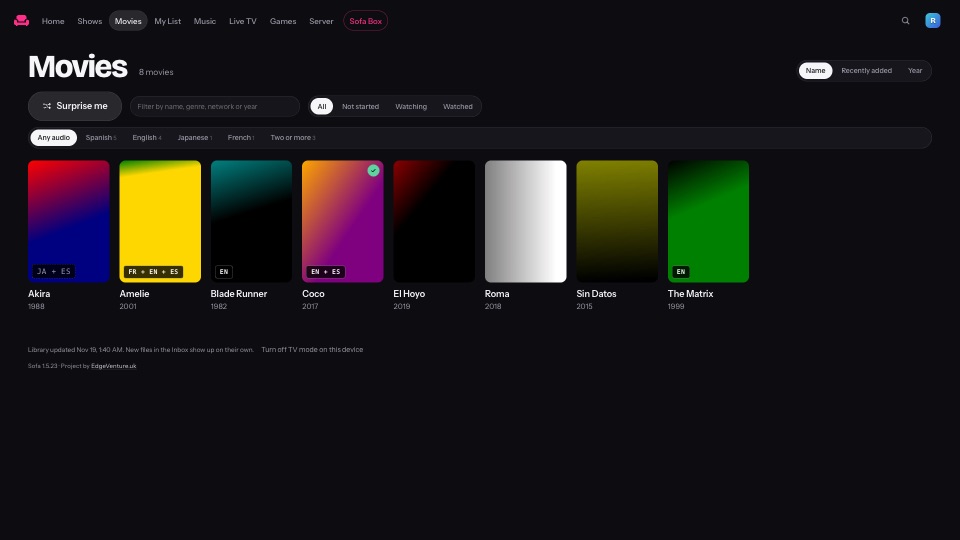 Home Shows Movies My List Music Live TV Games Server Sofa Box R
Movies 8 movies
Name Recently added Year
Surprise me Filter by name, genre, network or year All Not started Watching Watched
Any audio Spanish 5 English 4 Japanese 1 French 1 Two or more 3
JA + ES FR + EN + ES EN EN + ES EN
Akira Amelie Blade Runner Coco El Hoyo Roma Sin Datos The Matrix
1988 2001 1982 2017 2019 2018 2015 1999
Library updated Nov 19, 1:40 AM. New files in the Inbox show up on their own. Turn off TV mode on this device
Sofa 1.5.23 · Project by EdgeVenture.uk